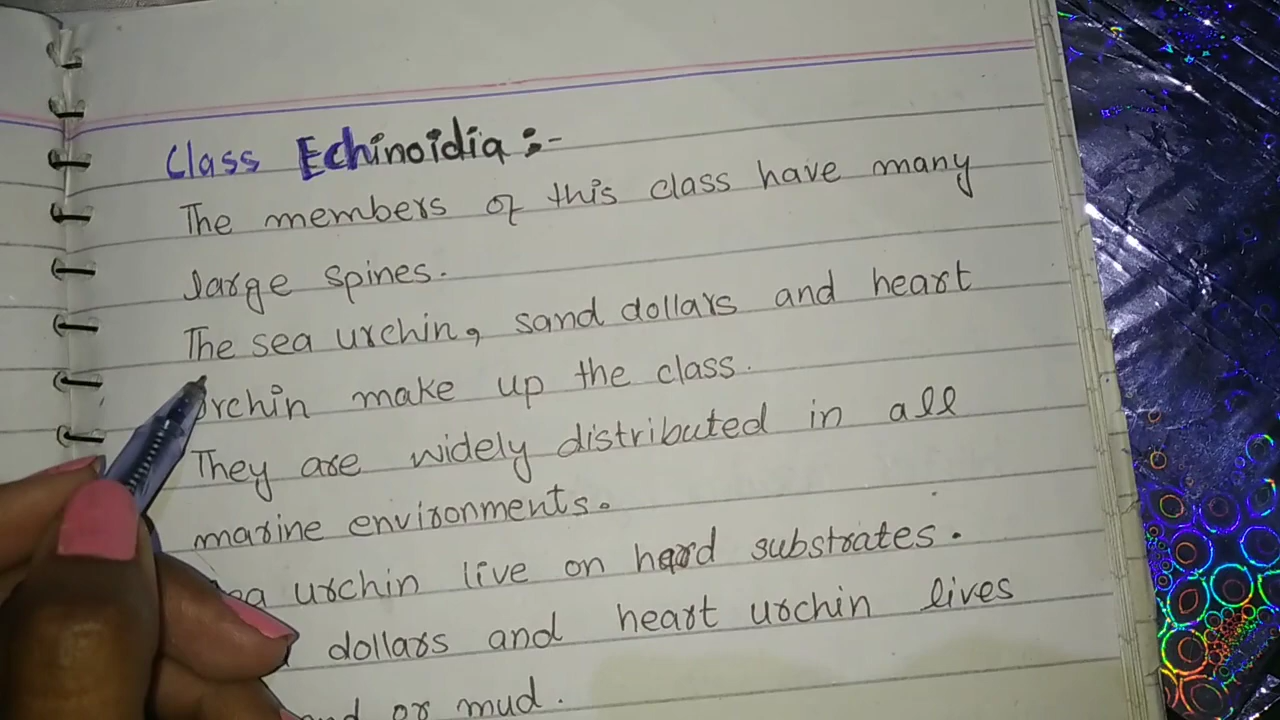 Class Echinoidia :-
The members of this class have many
large spines.
The sea urchin, sand dollars and heart
urchin make up the class.
They are widely distributed in all
marine environments.
urchin live on hard substrates.
dollars and heart urchin lives
or mud.